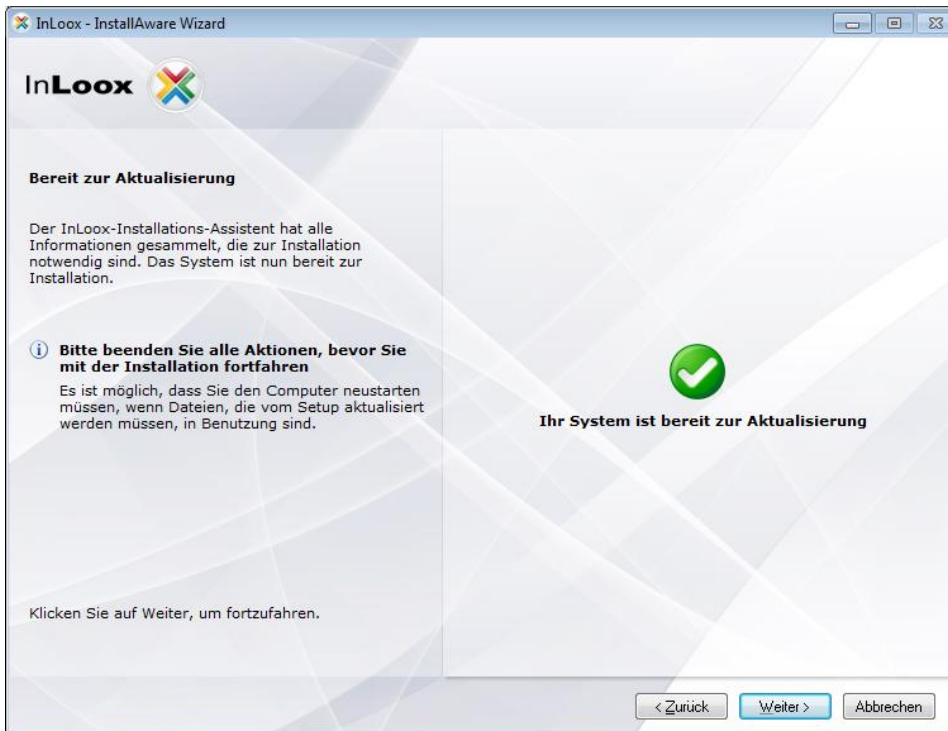 InLoox - InstallAware Wizard
InLoox
Bereit zur Aktualisierung
Der InLoox-Installations-Assistent hat alle
Informationen gesammelt, die zur Installation
notwendig sind. Das System ist nun bereit zur
Installation.
Bitte beenden Sie alle Aktionen, bevor Sie
mit der Installation fortfahren
Es ist möglich, dass Sie den Computer neustarten
müssen, wenn Dateien, die vom Setup aktualisiert
werden müssen, in Benutzung sind.
Ihr System ist bereit zur Aktualisierung
Klicken Sie auf Weiter, um fortzufahren.
< Zurück Weiter > Abbrechen